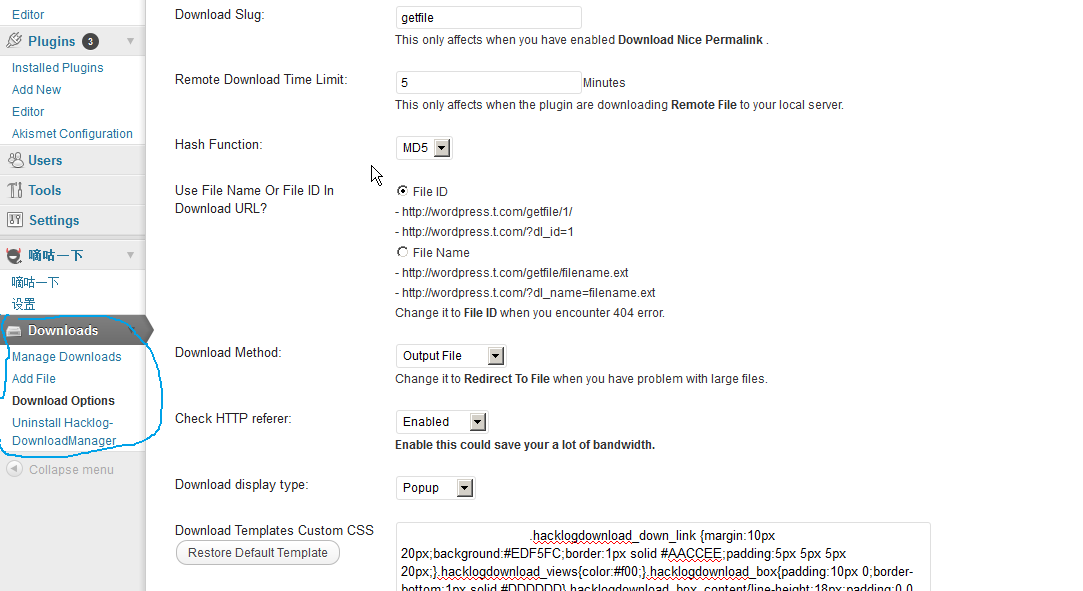 Editor
Plugins 3
Installed Plugins
Add New
Editor
Akismet Configuration
Users
Tools
Settings
嘀咕一下
嘀咕一下
设置
Downloads
Manage Downloads
Add File
Download Options
Uninstall Hacklog-
DownloadManager
Collapse menu
Download Slug:
getfile
This only affects when you have enabled Download Nice Permalink .
Remote Download Time Limit:
5 Minutes
This only affects when the plugin are downloading Remote File to your local server.
Hash Function:
MD5
Use File Name Or File ID In
Download URL?
File ID
- http://wordpress.t.com/getfile/1/
- http://wordpress.t.com/?dl_id=1
File Name
- http://wordpress.t.com/getfile/filename.ext
- http://wordpress.t.com/?dl_name=filename.ext
Change it to File ID when you encounter 404 error.
Download Method:
Output File
Change it to Redirect To File when you have problem with large files.
Check HTTP referer:
Enabled
Enable this could save your a lot of bandwidth.
Download display type:
Popup
Download Templates Custom CSS
Restore Default Template
.hacklogdownload_down_link {margin:10px
20px;background:#EDF5FC;border:1px solid #AACCEE;padding:5px 5px 5px
20px;}.hacklogdownload_views{color:#f00;}.hacklogdownload_box{padding:10px 0;border-
bottom:1px solid #DDDDDD}.hacklogdownload_box_content{line-height:18px;padding:0 0